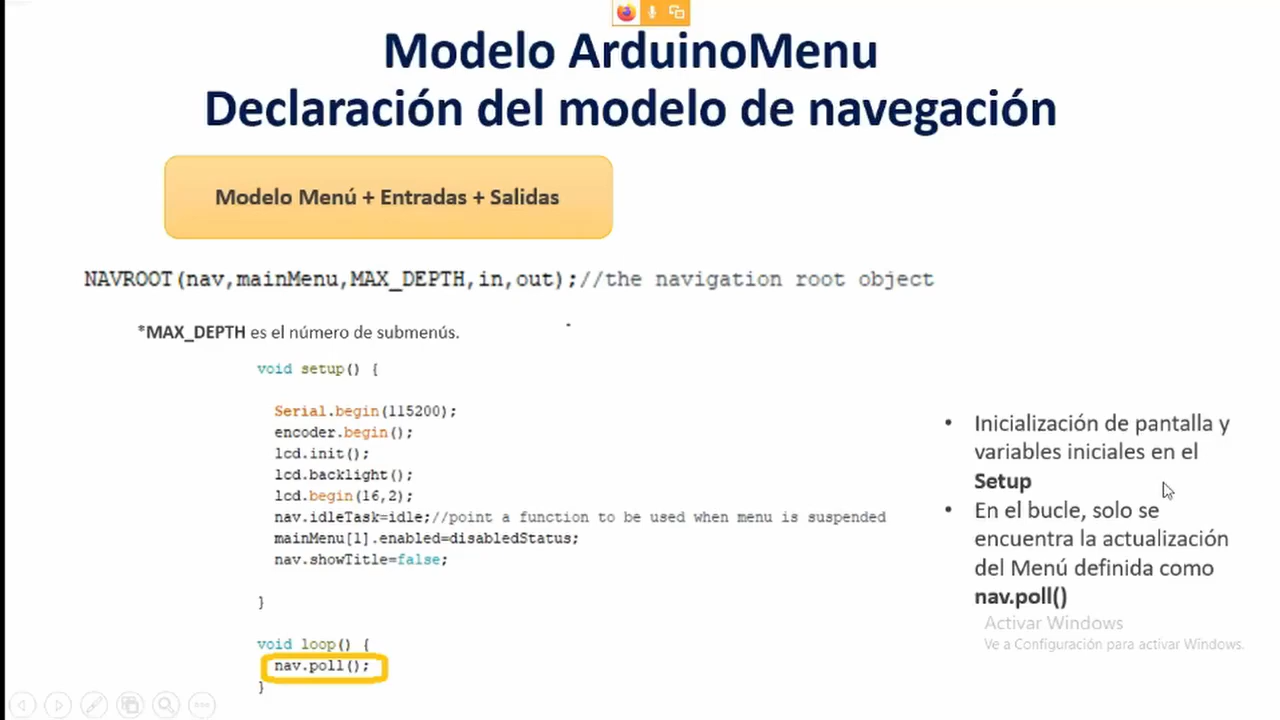 Modelo ArduinoMenu
Declaración del modelo de navegación
Modelo Menú + Entradas + Salidas
NAVROOT(nav,mainMenu,MAX_DEPTH,in,out);//the navigation root object
*MAX_DEPTH es el número de submenús.
void setup() {
Serial.begin(115200);
encoder.begin();
lcd.init();
lcd.backlight();
lcd.begin(16,2);
nav.idleTask=idle;//point a function to be used when menu is suspended
mainMenu[1].enabled=disabledStatus;
nav.showTitle=false;
}
void loop() {
nav.poll();
}
• Inicialización de pantalla y
variables iniciales en el
Setup
• En el bucle, solo se
encuentra la actualización
del Menú definida como
nav.poll()
Activar Windows
Ve a Configuración para activar Windows.